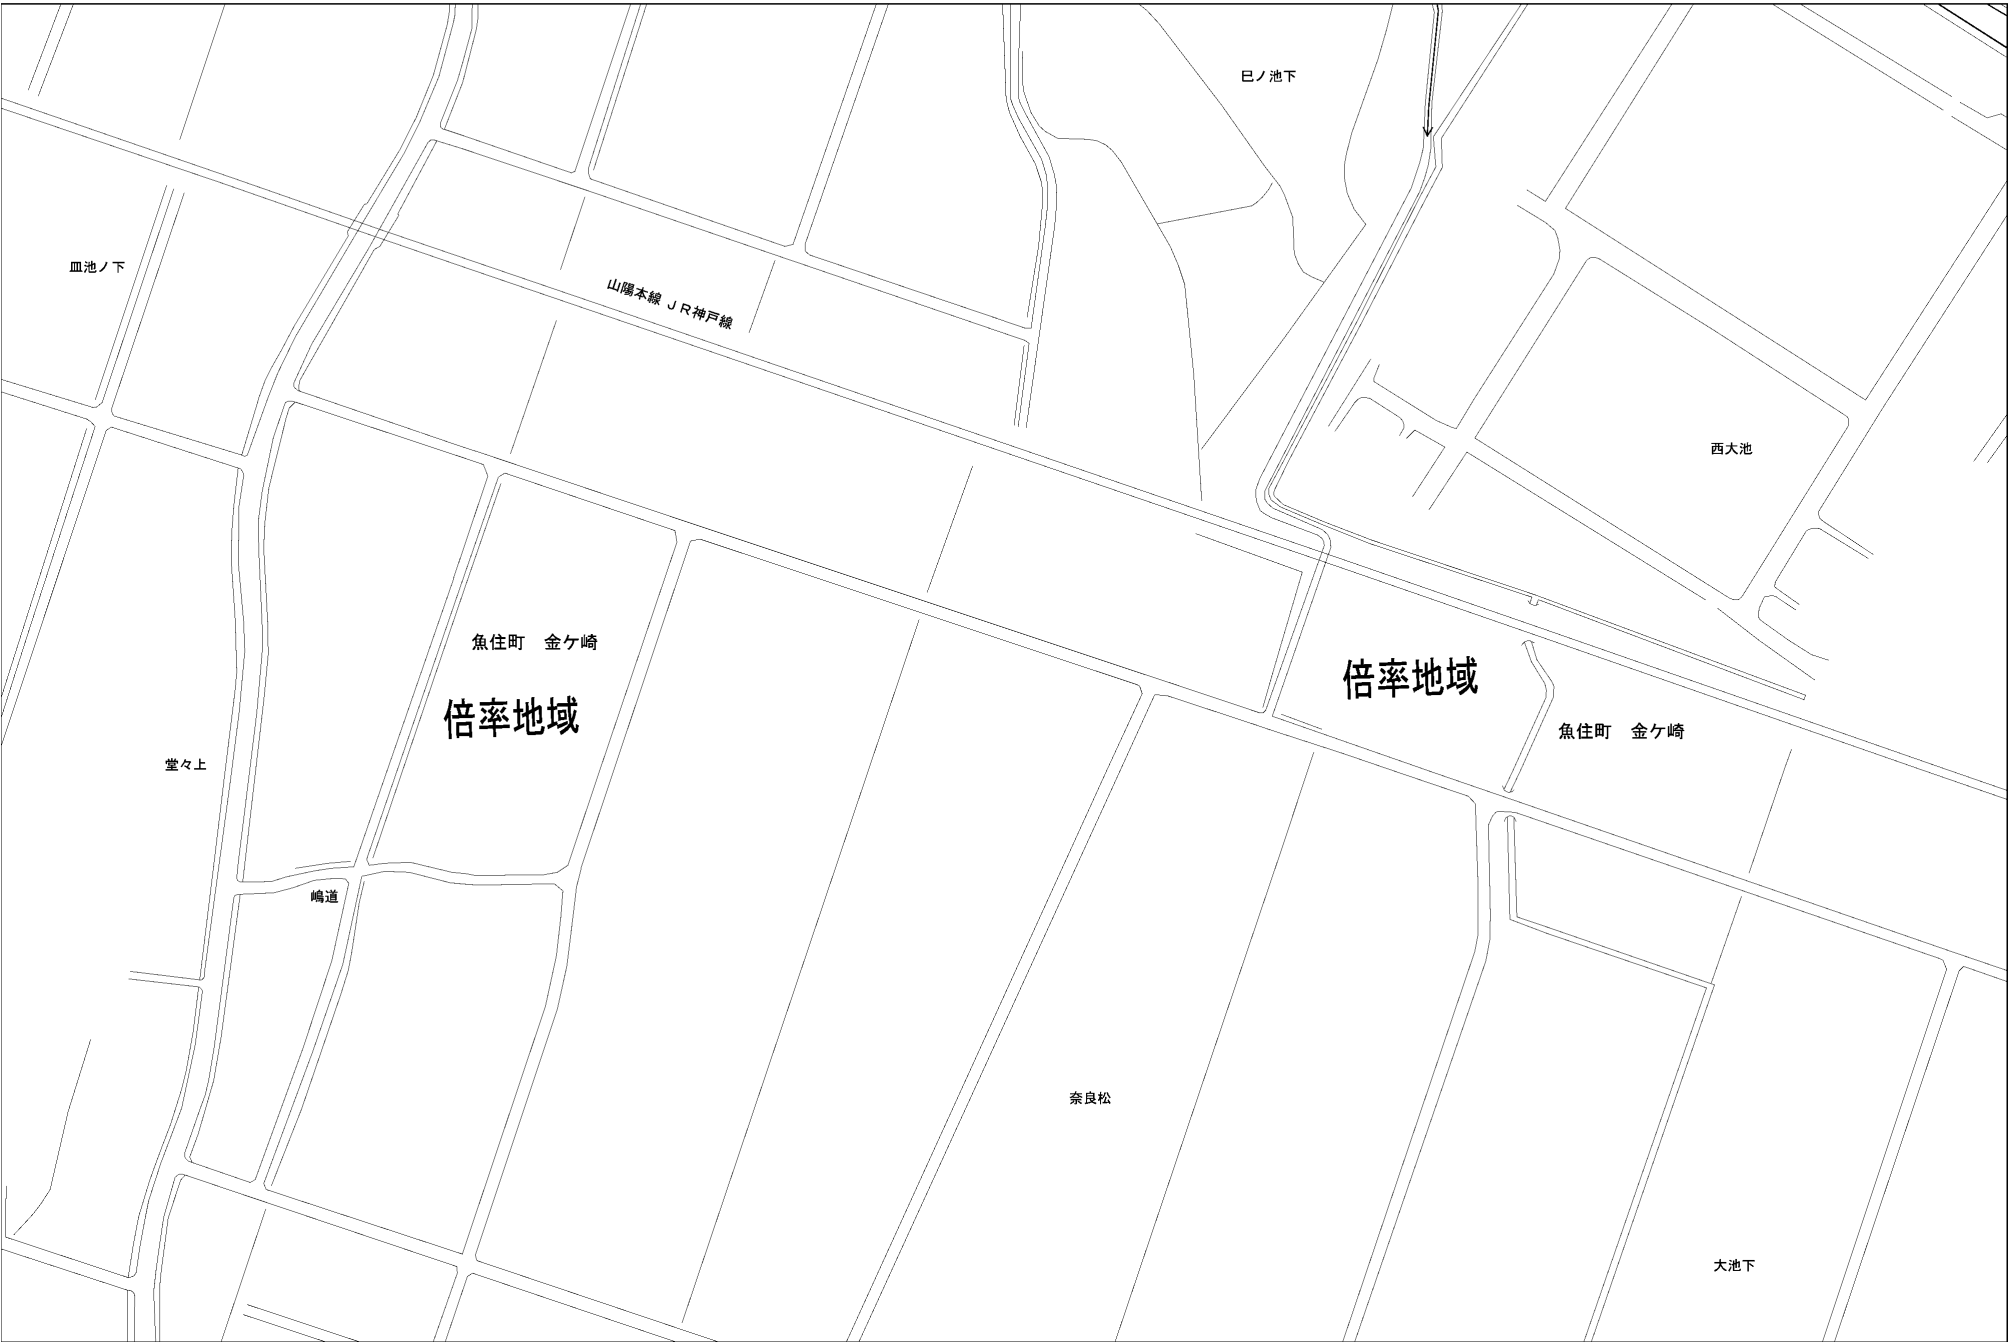 巳ノ池下
皿池ノ下
山陽本線 ＪＲ神戸線
西大池
魚住町　金ケ崎
倍率地域
倍率地域
魚住町　金ケ崎
堂々上
嶋道
奈良松
大池下